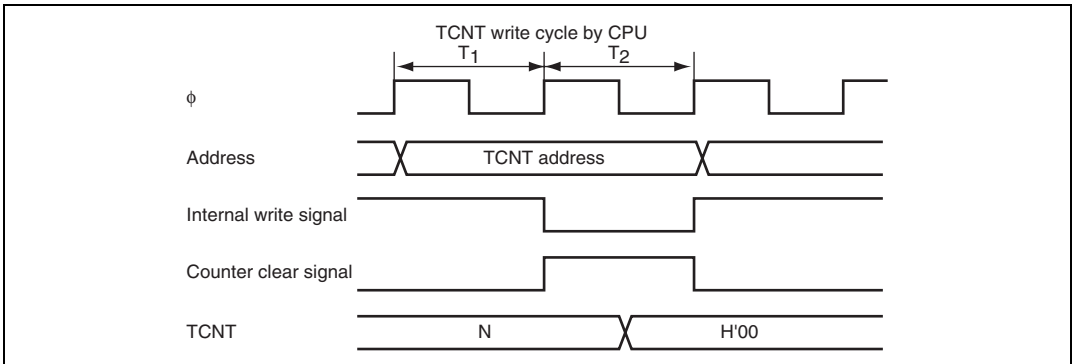 TCNT write cycle by CPU
T1 T2
ϕ
Address TCNT address
Internal write signal
Counter clear signal
TCNT N H'00